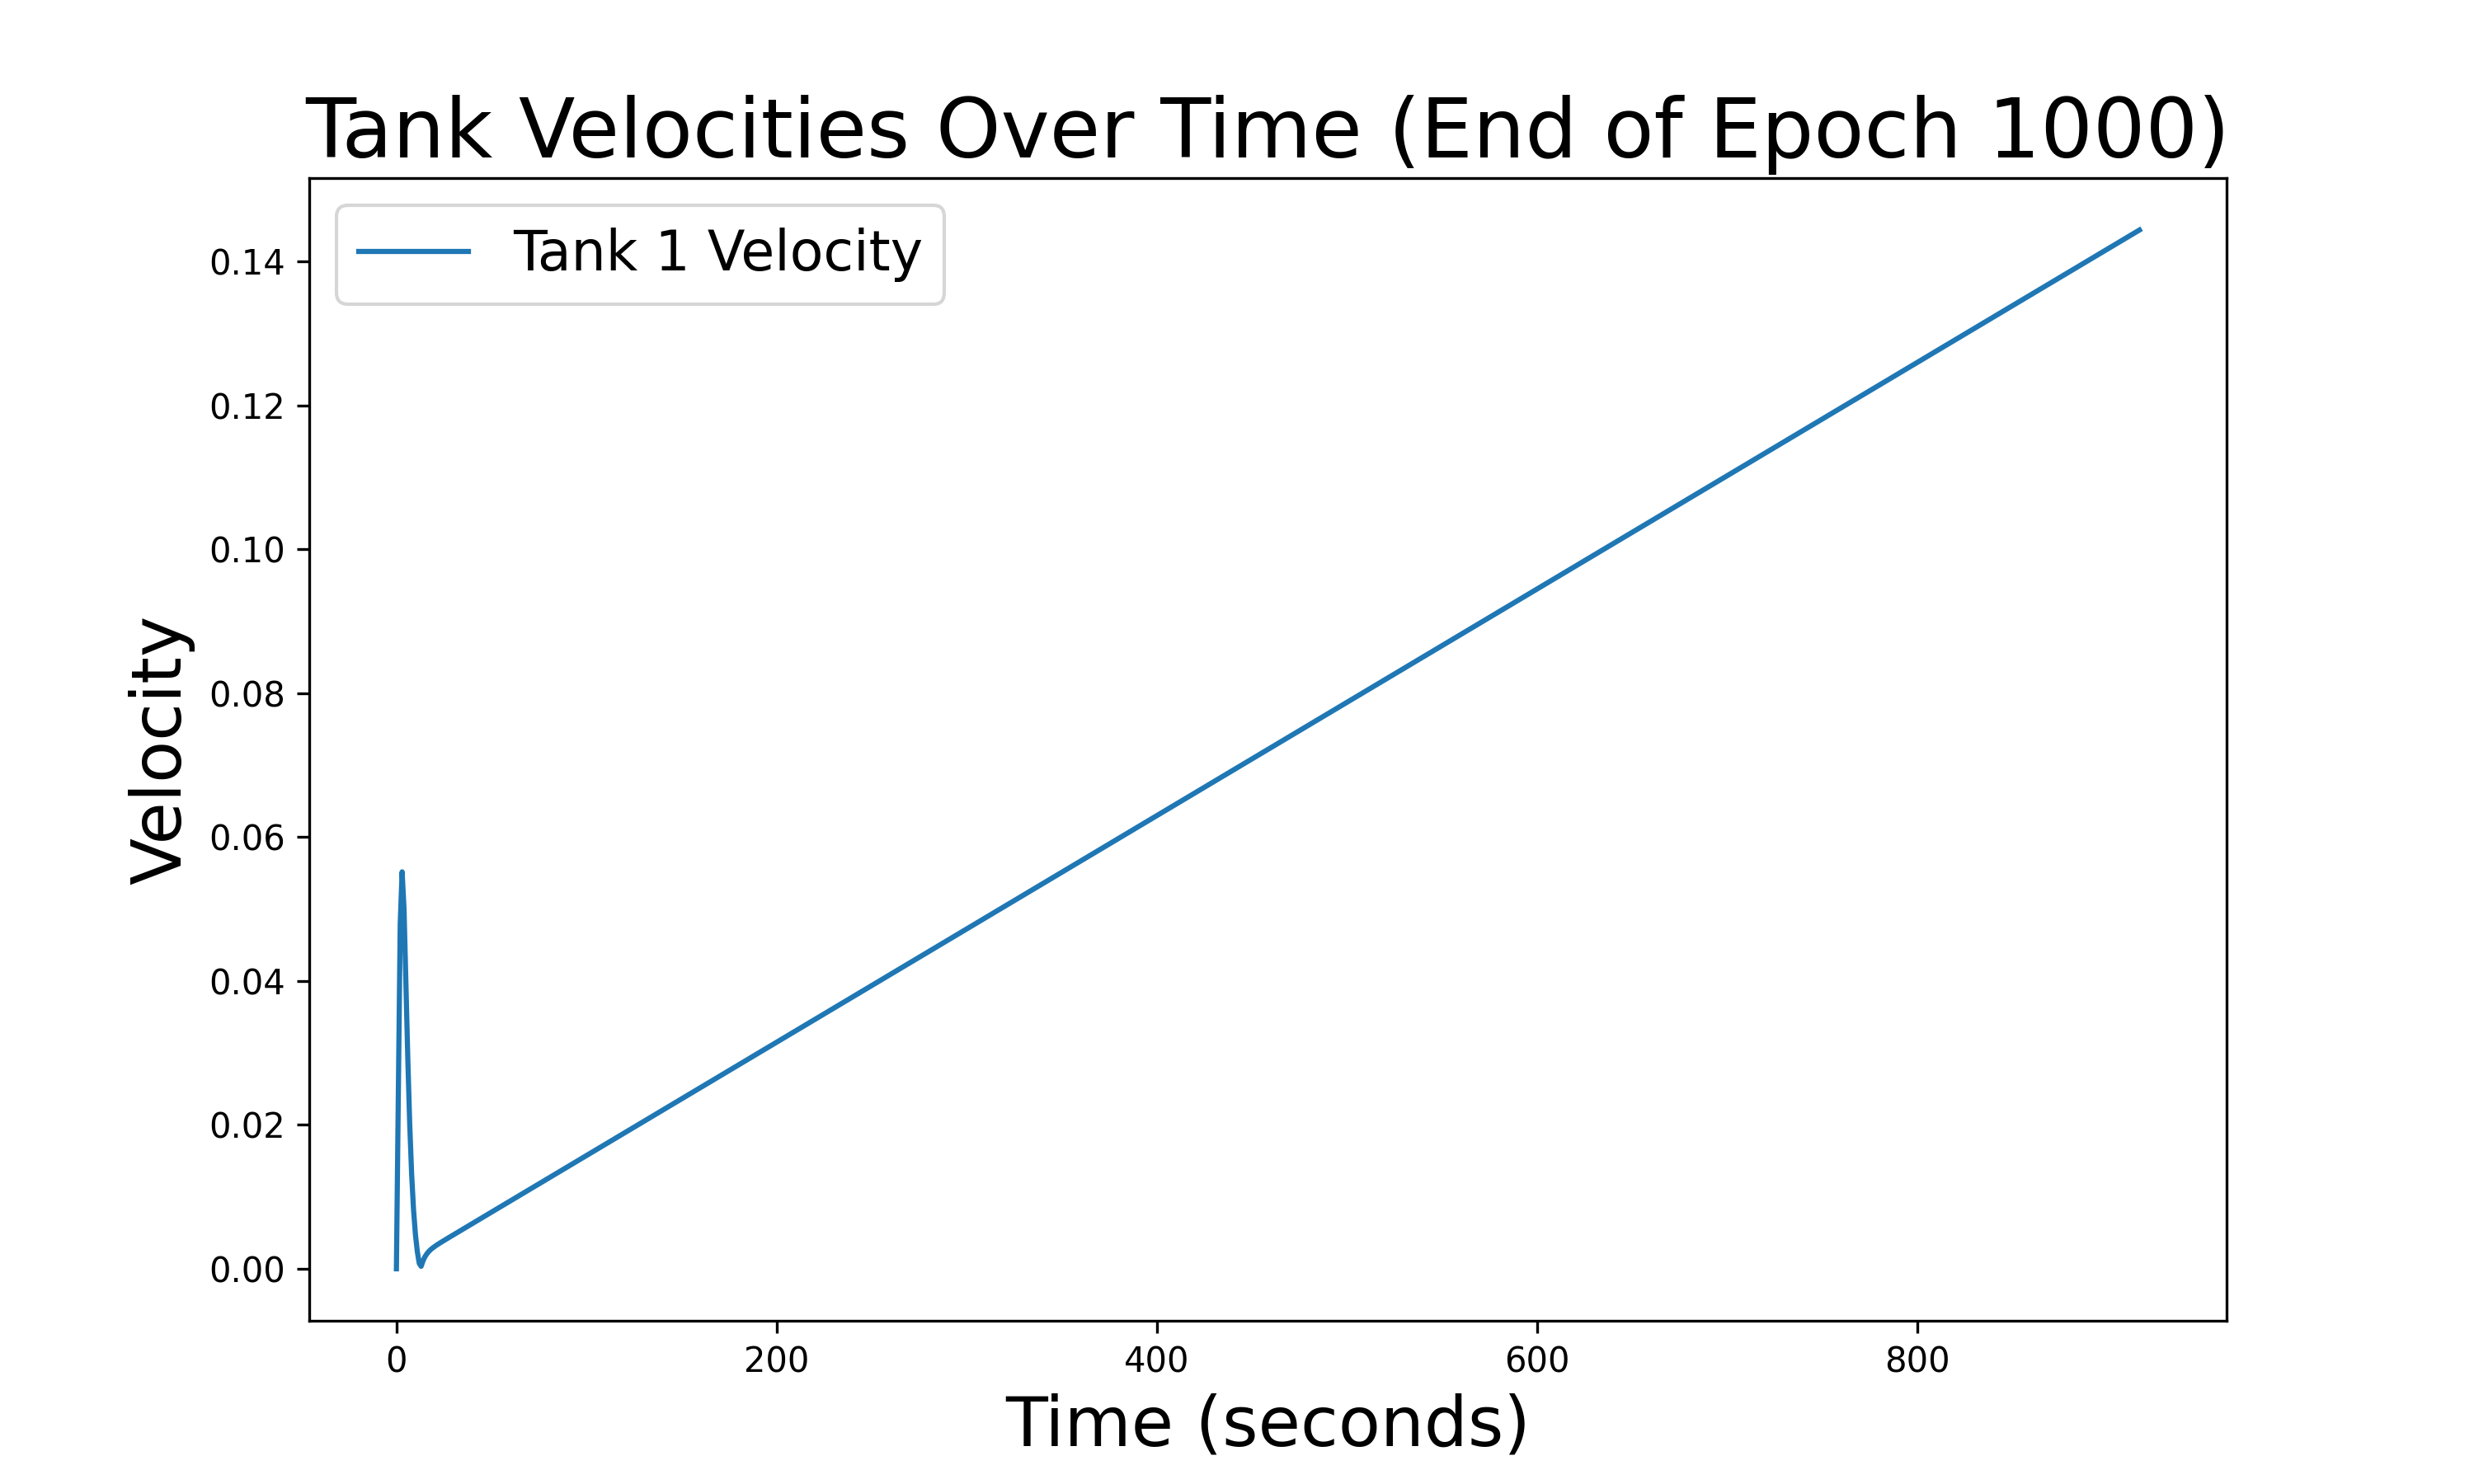 Tank Velocities Over Time (End of Epoch 1000)
Tank 1 Velocity
0.14
0.12
0.10
0.08
0.06
0.04
0.02
0.00
Velocity
0 200 400 600 800
Time (seconds)